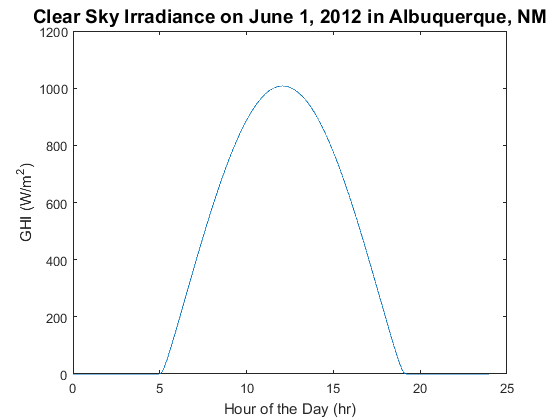 Clear Sky Irradiance on June 1, 2012 in Albuquerque, NM
1200
1000
800
600
400
200
0
GHI (W/m²)
0 5 10 15 20 25
Hour of the Day (hr)